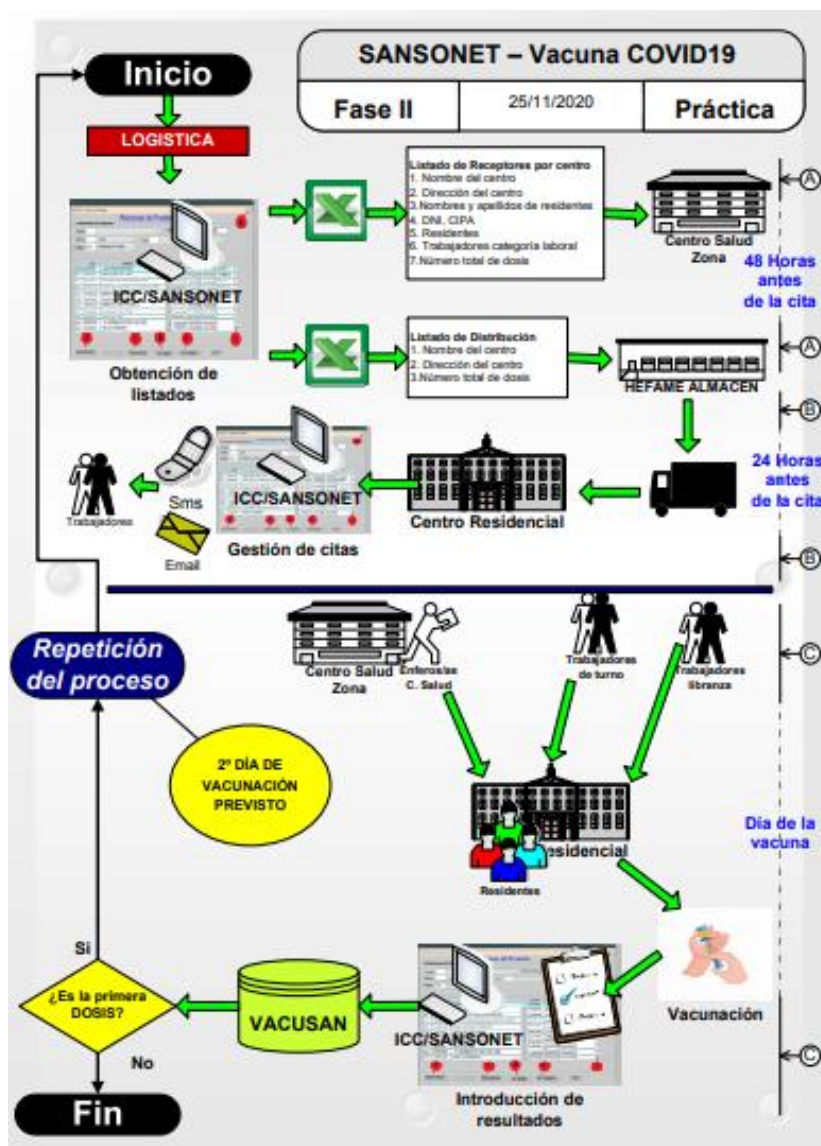 SANSONET – Vacuna COVID19
Fase II
25/11/2020
Práctica
Inicio
LOGISTICA
ICC/SANSONET
Obtención de
listados
Listado de Receptores por centro
1. Nombre del centro
2. Dirección del centro
3.Nombres y apellidos de residentes
4. DNI, CIPA
5. Residentes
6. Trabajadores categoría laboral
7.Número total de dosis
Centro Salud
Zona
A
48 Horas
antes
de la cita
Listado de Distribución
1. Nombre del centro
2. Dirección del centro
3.Número total de dosis
HEFAME ALMACEN
A
B
24 Horas
antes
de la cita
Centro Residencial
ICC/SANSONET
Gestión de citas
Sms
Email
Trabajadores
B
Centro Salud
Zona
Enferos/as
C. Salud
Trabajadores
de turno
Trabajadores
libranza
C
Repetición
del proceso
2º DÍA DE
VACUNACIÓN
PREVISTO
esidencial
Residentes
Día de la
vacuna
Vacunación
ICC/SANSONET
Introducción de
resultados
VACUSAN
¿Es la primera
DOSIS?
Si
No
C
Fin